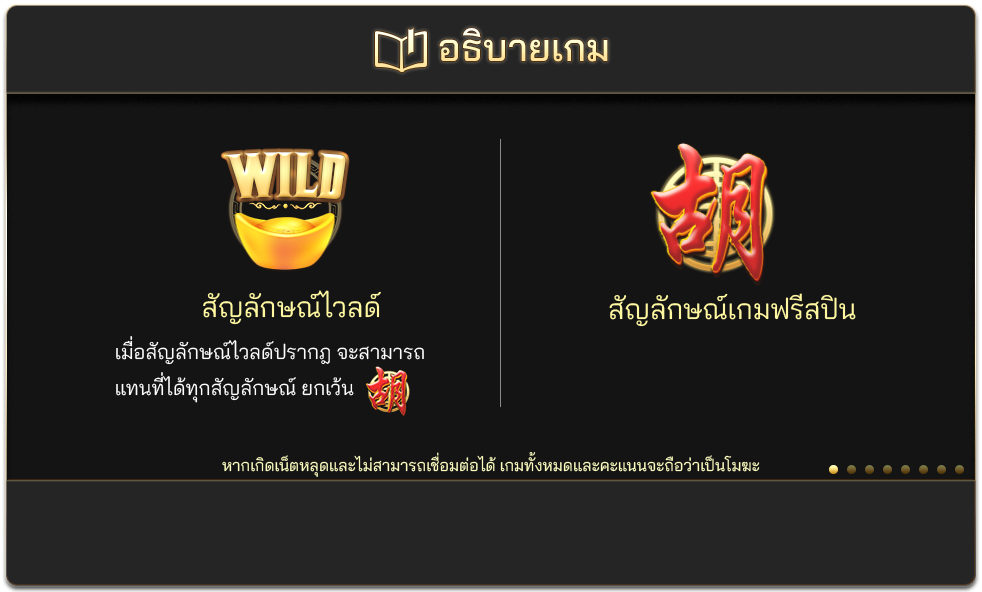 อธิบายเกม
WILD
สัญลักษณ์ไวลด์
เมื่อสัญลักษณ์ไวลด์ปรากฎ จะสามารถ
แทนที่ได้ทุกสัญลักษณ์ ยกเว้น 胡
胡
สัญลักษณ์เกมฟรีสปิน
หากเกิดเน็ตหลุดและไม่สามารถเชื่อมต่อได้ เกมทั้งหมดและคะแนนจะถือว่าเป็นโมฆะ